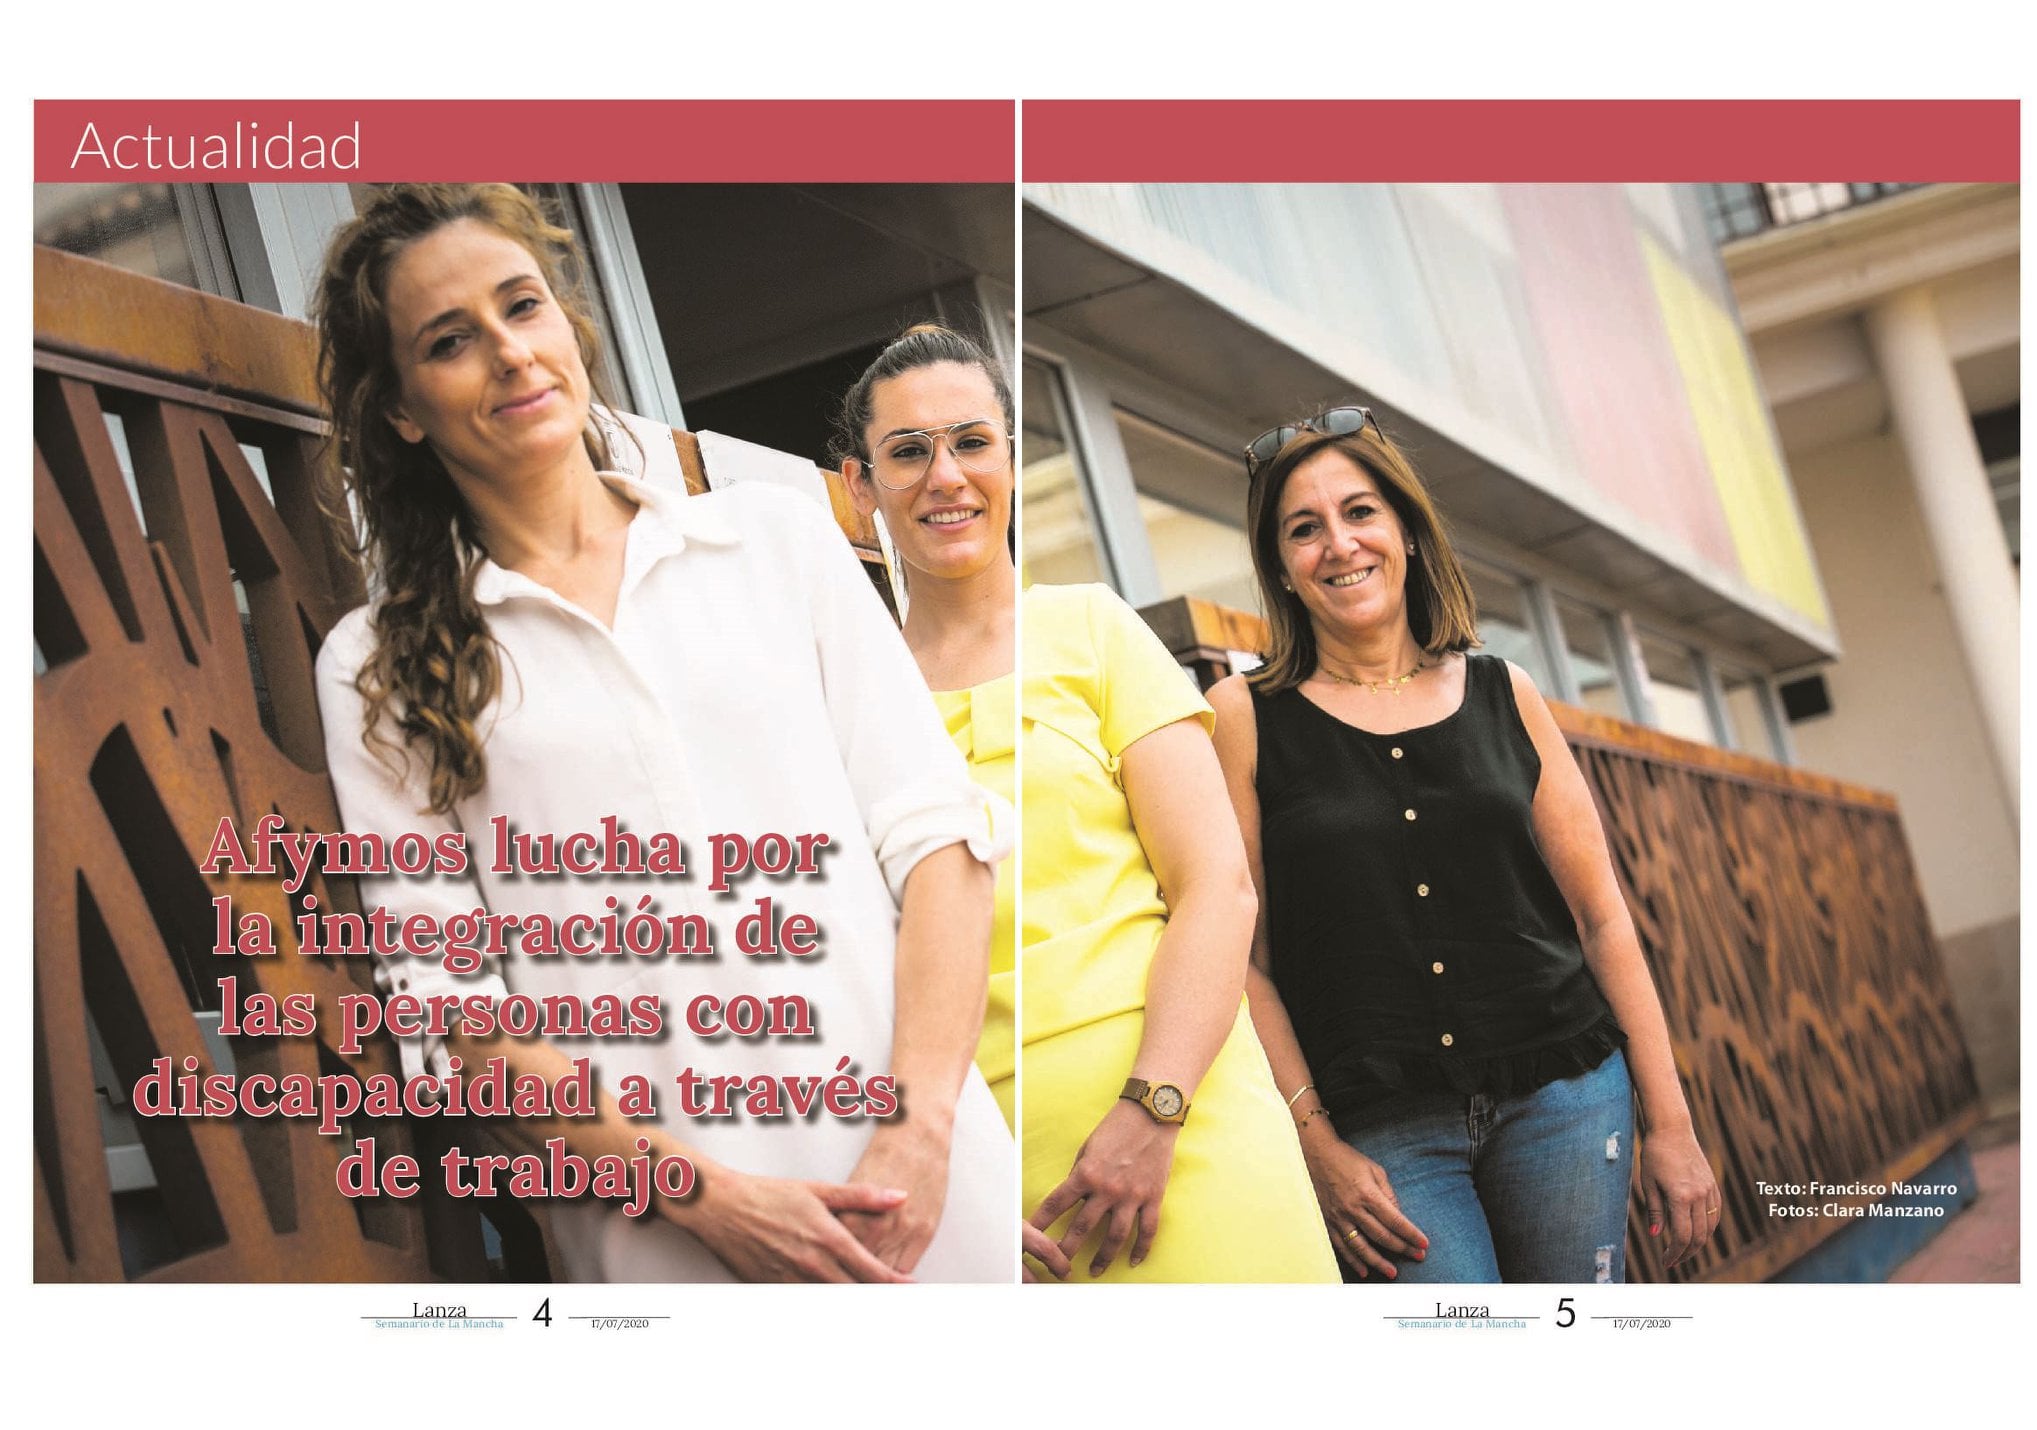 Actualidad
Afymos lucha por
la integración de
las personas con
discapacidad a través
de trabajo
Texto: Francisco Navarro
Fotos: Clara Manzano
Lanza
Semanario de La Mancha
4
17/07/2020
Lanza
Semanario de La Mancha
5
17/07/2020